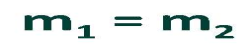 m₁ = m₂